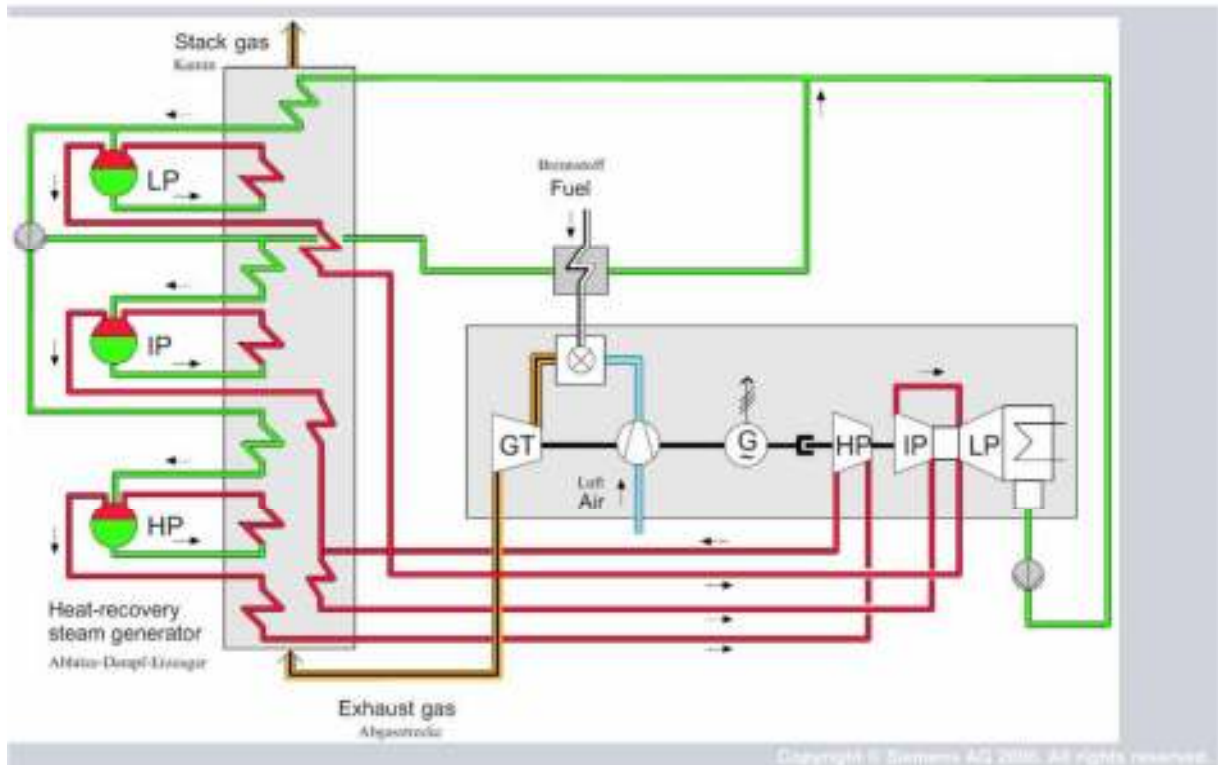 Stack gas
Kamin
LP
Brennstoff
Fuel
IP
GT
G
~
HP
IP
LP
Luft
Air
HP
Heat-recovery
steam generator
Exhaust gas
Copyright © Siemens AG 2006. All rights reserved.